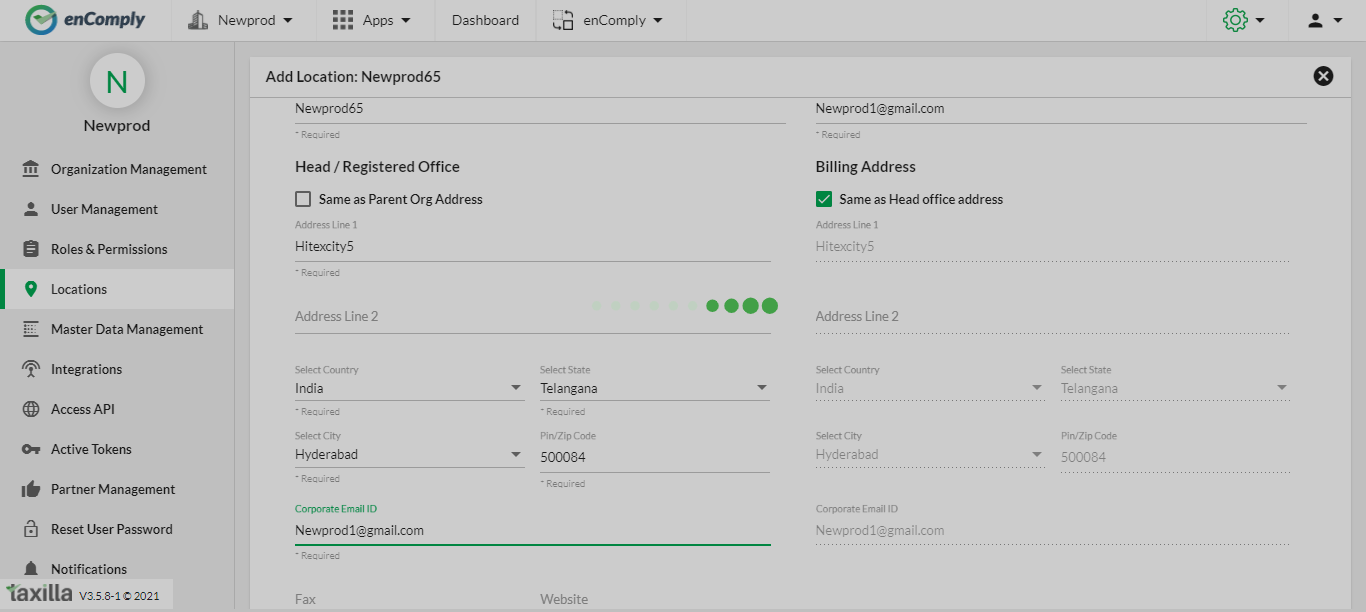 enComply Newprod Apps Dashboard enComply
N
Newprod
Organization Management
User Management
Roles & Permissions
Locations
Master Data Management
Integrations
Access API
Active Tokens
Partner Management
Reset User Password
Notifications
taxilla V3.5.8-1 © 2021
Add Location: Newprod65
Newprod65 Newprod1@gmail.com
* Required * Required
Head / Registered Office Billing Address
Same as Parent Org Address Same as Head office address
Address Line 1 Address Line 1
Hitexcity5 Hitexcity5
* Required
Address Line 2 Address Line 2
Select Country Select State Select Country Select State
India Telangana India Telangana
* Required * Required
Select City Pin/Zip Code Select City Pin/Zip Code
Hyderabad 500084 Hyderabad 500084
* Required * Required
Corporate Email ID Corporate Email ID
Newprod1@gmail.com Newprod1@gmail.com
* Required
Fax Website